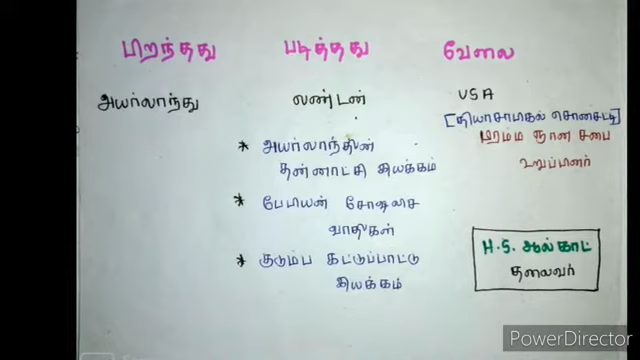 பிறந்தது படித்தது வேலை
அயர்லாந்து லண்டன் USA
[தியாசாபிகல் சொசைட்டி]
பிரம்ம ஞான சபை
உறுப்பினர்
* அயர்லாந்தின்
தன்னாட்சி இயக்கம்
* பேபியன் சோஷலிச
வாதிகள்
* குடும்ப கட்டுப்பாட்டு
இயக்கம்
H.S. ஆல்காட்
தலைவர்
PowerDirector